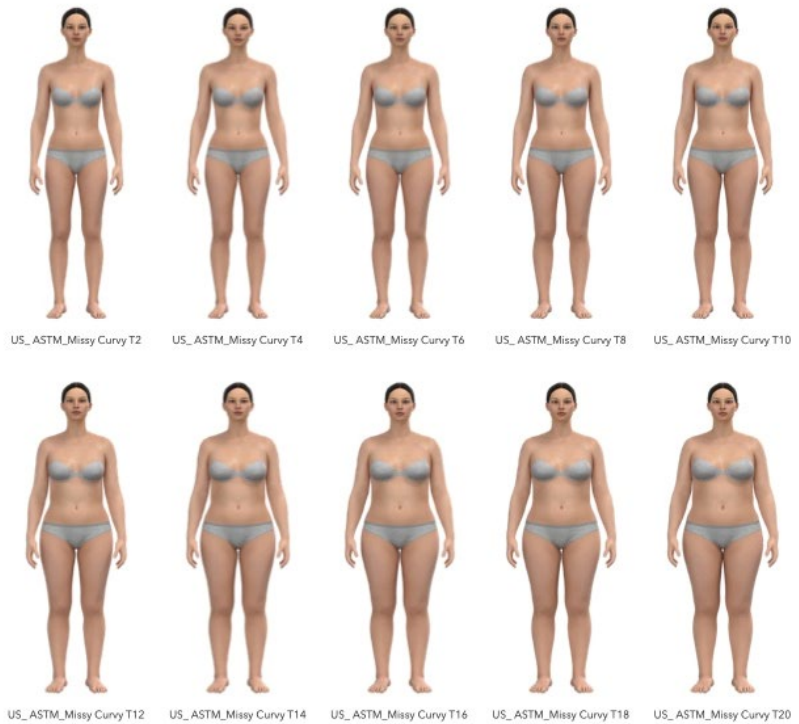 US_ ASTM_Missy Curvy T2
US_ ASTM_Missy Curvy T4
US_ ASTM_Missy Curvy T6
US_ ASTM_Missy Curvy T8
US_ ASTM_Missy Curvy T10
US_ ASTM_Missy Curvy T12
US_ ASTM_Missy Curvy T14
US_ ASTM_Missy Curvy T16
US_ ASTM_Missy Curvy T18
US_ ASTM_Missy Curvy T20